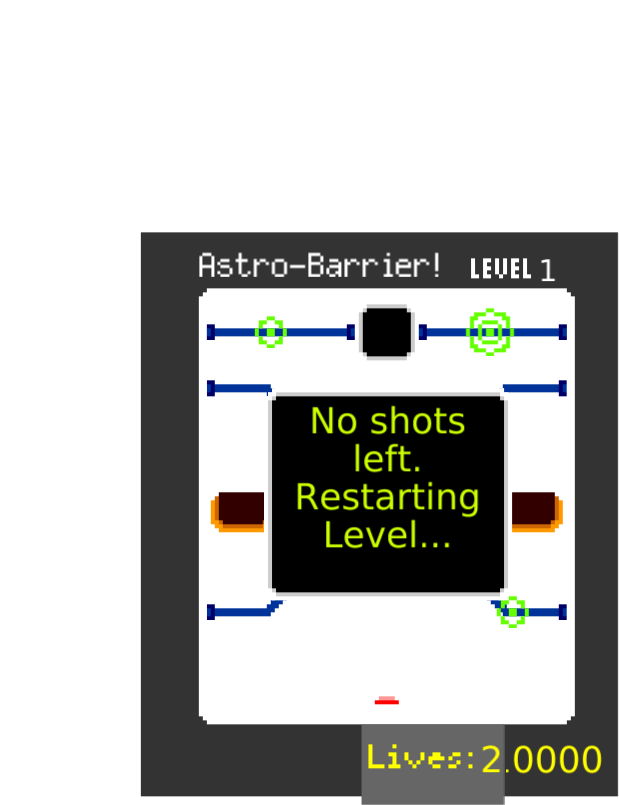 Astro-Barrier! LEVEL 1
No shots
left.
Restarting
Level...
Lives:2.0000